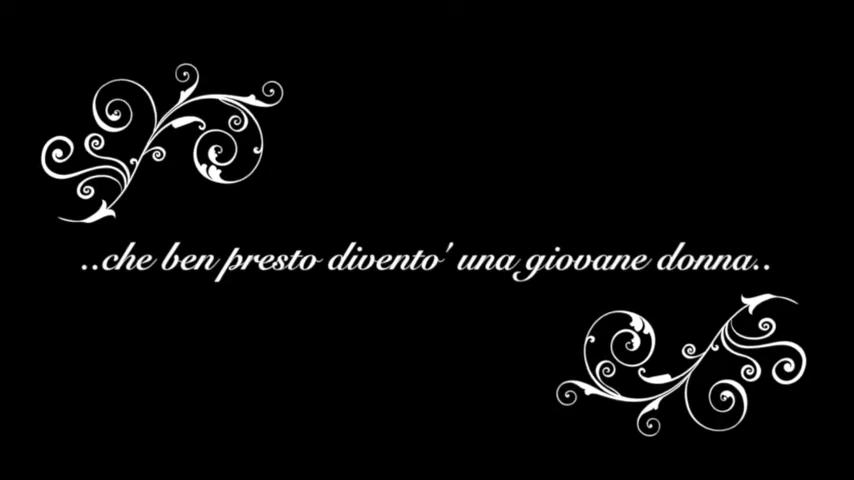 ..che ben presto divento' una giovane donna..